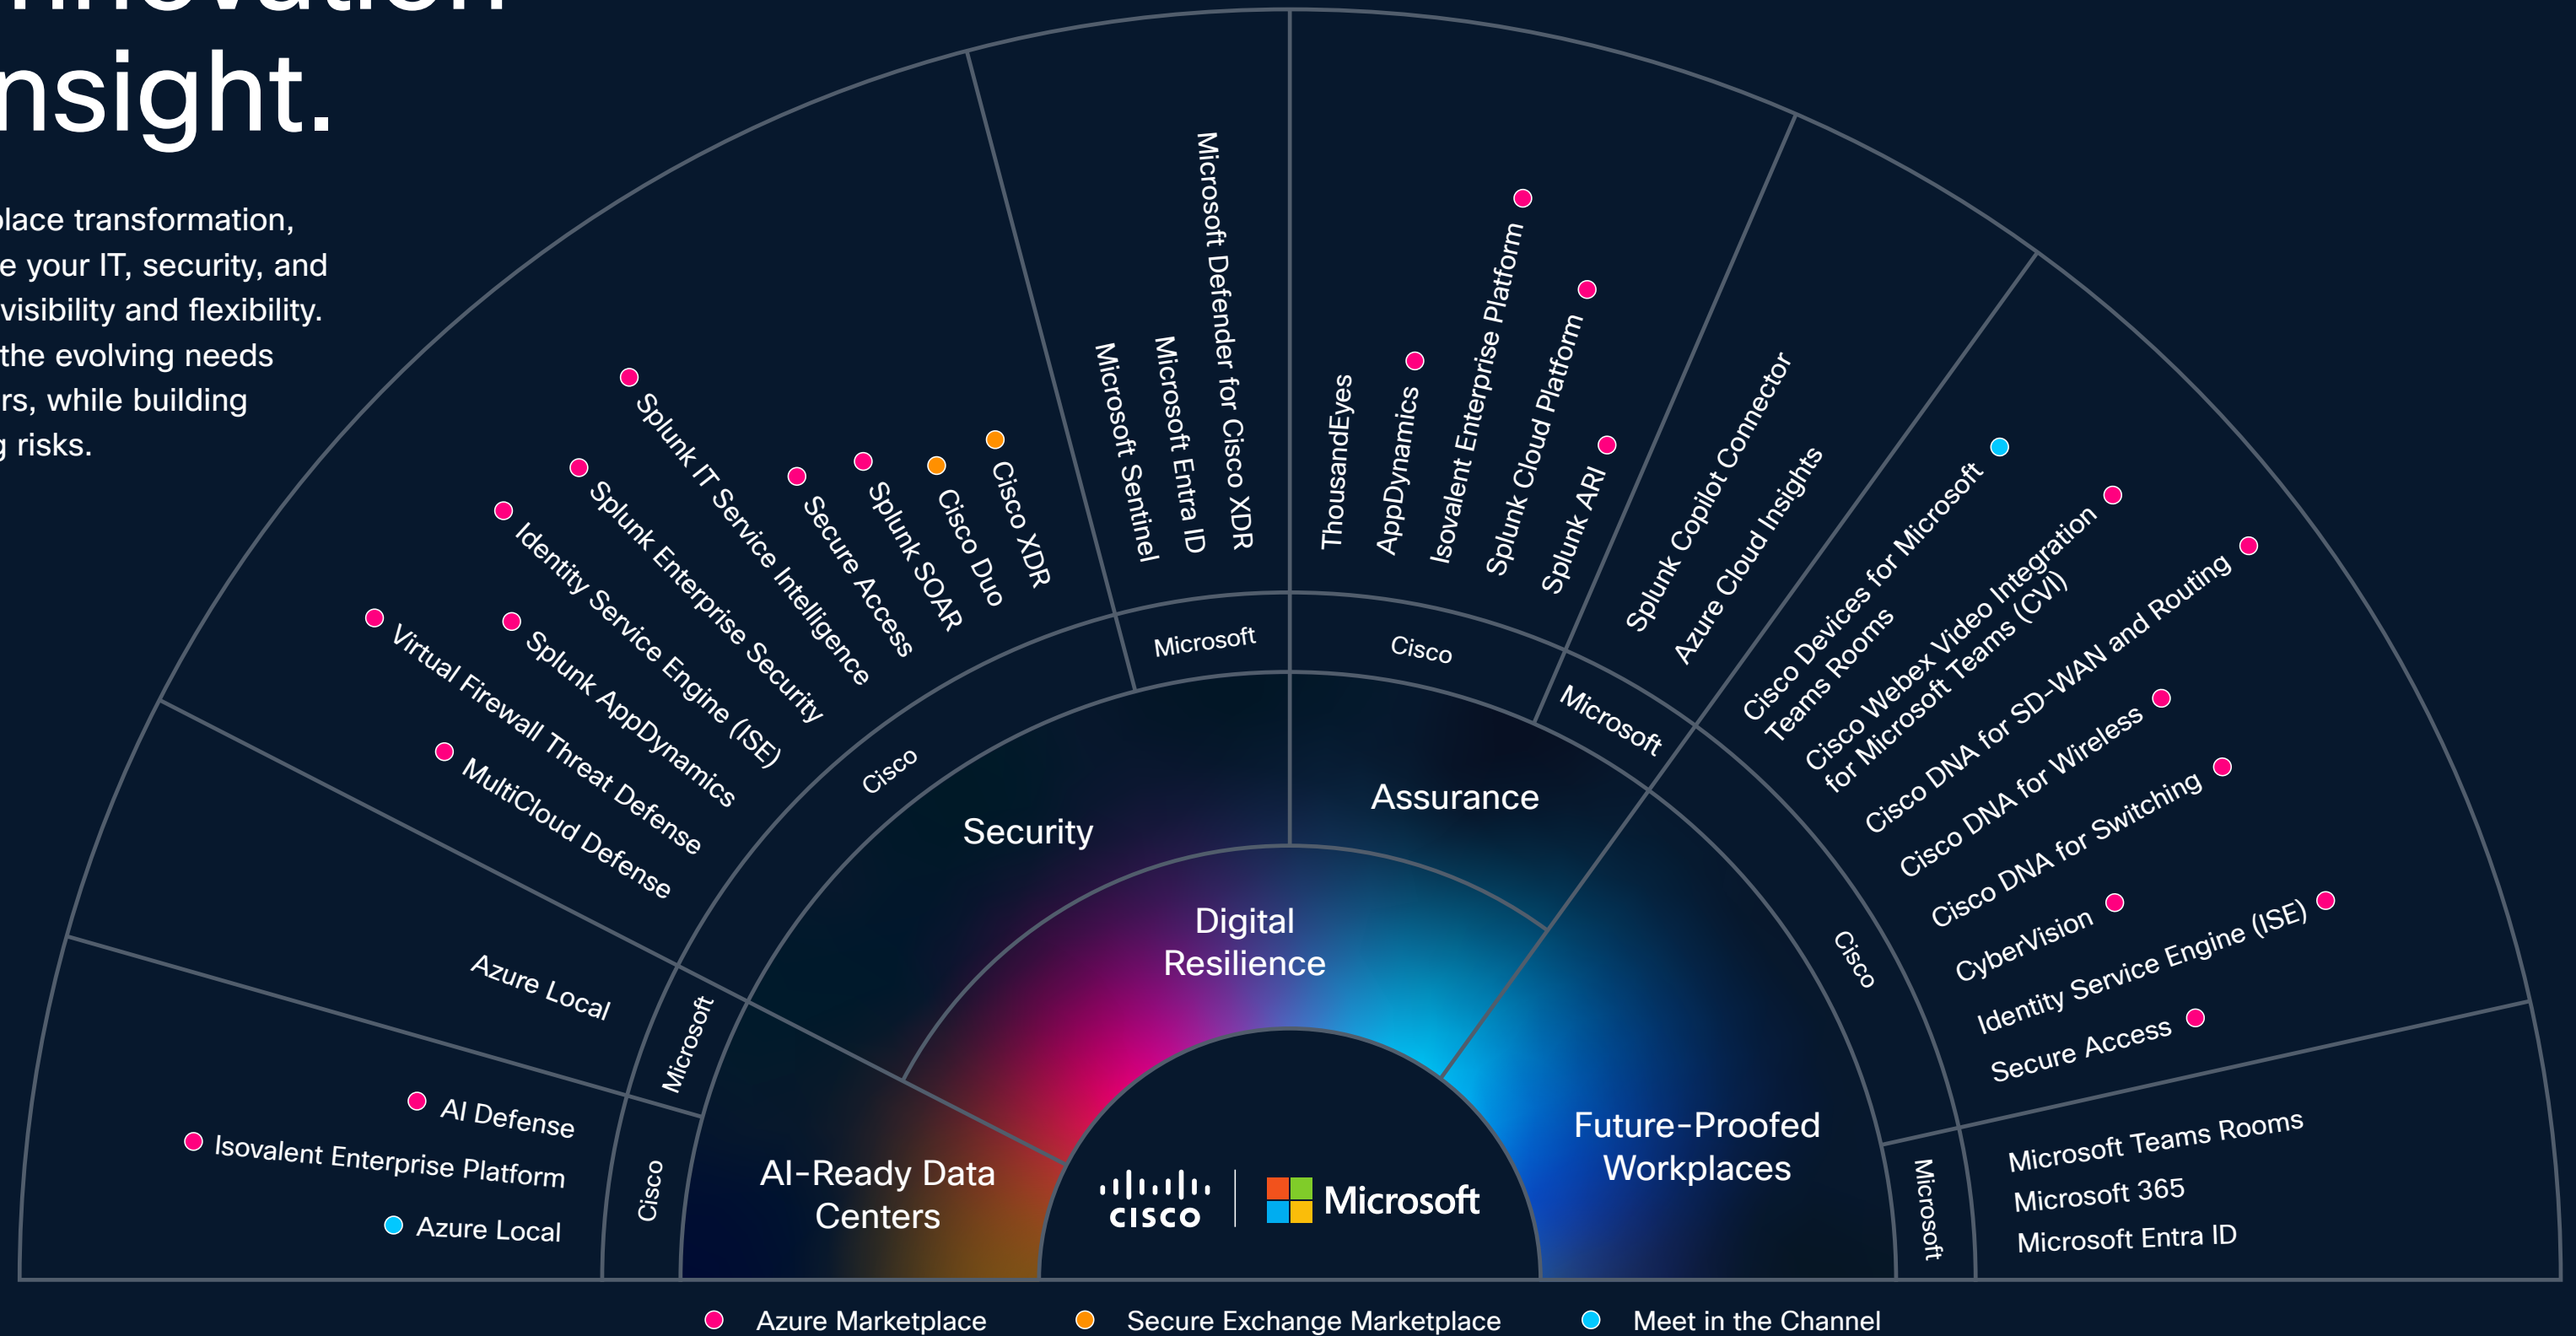 nnovation
nsight.
place transformation,
e your IT, security, and
visibility and flexibility.
the evolving needs
rs, while building
g risks.
AI-Ready Data
Centers
Cisco
Azure Local
Isovalent Enterprise Platform
AI Defense
Microsoft
Azure Local
Digital
Resilience
Security
Cisco
MultiCloud Defense
Virtual Firewall Threat Defense
Splunk AppDynamics
Identity Service Engine (ISE)
Splunk Enterprise Security
Splunk IT Service Intelligence
Secure Access
Splunk SOAR
Cisco Duo
Cisco XDR
Microsoft
Microsoft Sentinel
Microsoft Entra ID
Microsoft Defender for Cisco XDR
Assurance
Cisco
ThousandEyes
AppDynamics
Isovalent Enterprise Platform
Splunk Cloud Platform
Splunk ARI
Microsoft
Splunk Copilot Connector
Azure Cloud Insights
Future-Proofed
Workplaces
Cisco
Cisco Devices for Microsoft
Teams Rooms
Cisco Webex Video Integration
for Microsoft Teams (CVI)
Cisco DNA for SD-WAN and Routing
Cisco DNA for Wireless
Cisco DNA for Switching
CyberVision
Identity Service Engine (ISE)
Secure Access
Microsoft
Microsoft Teams Rooms
Microsoft 365
Microsoft Entra ID
CISCO
Microsoft
Azure Marketplace
Secure Exchange Marketplace
Meet in the Channel